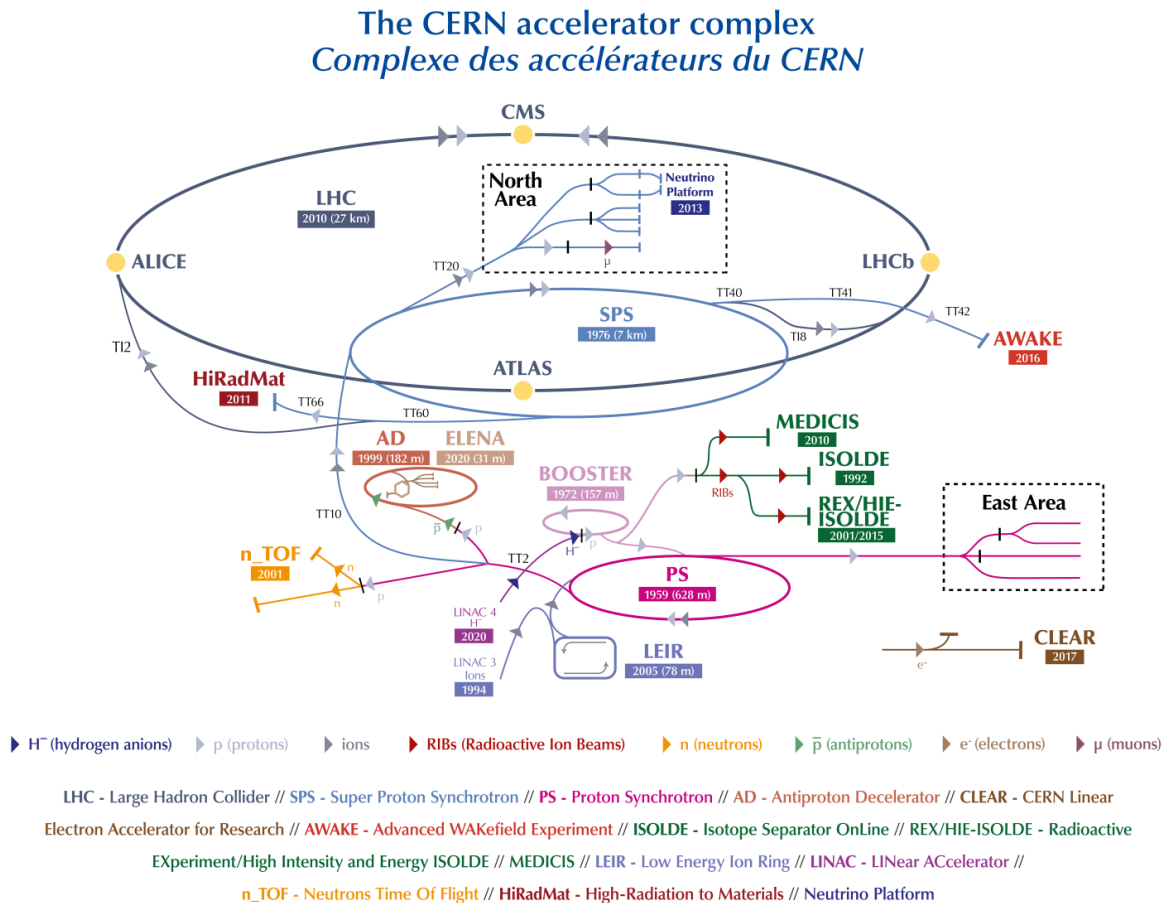 The CERN accelerator complex
Complexe des accélérateurs du CERN
CMS
North
Area
Neutrino
Platform
2013
LHC
2010 (27 km)
μ
ALICE
LHCb
TT20
TT40
TT41
TT42
SPS
1976 (7 km)
TI8
AWAKE
2016
TI2
ATLAS
HiRadMat
2011
TT66
TT60
AD
1999 (182 m)
ELENA
2020 (31 m)
MEDICIS
2010
BOOSTER
1972 (157 m)
ISOLDE
1992
RIBs
REX/HIE-
ISOLDE
2001/2015
East Area
TT10
p̅
p
H⁻
p
TT2
n_TOF
2001
n
n
p
PS
1959 (628 m)
LINAC 4
H⁻
2020
LEIR
2005 (78 m)
LINAC 3
Ions
1994
CLEAR
2017
e⁻
H⁻ (hydrogen anions)
p (protons)
ions
RIBs (Radioactive Ion Beams)
n (neutrons)
p̅ (antiprotons)
e⁻ (electrons)
μ (muons)
LHC - Large Hadron Collider // SPS - Super Proton Synchrotron // PS - Proton Synchrotron // AD - Antiproton Decelerator // CLEAR - CERN Linear
Electron Accelerator for Research // AWAKE - Advanced WAKefield Experiment // ISOLDE - Isotope Separator OnLine // REX/HIE-ISOLDE - Radioactive
EXperiment/High Intensity and Energy ISOLDE // MEDICIS // LEIR - Low Energy Ion Ring // LINAC - LINear ACcelerator //
n_TOF - Neutrons Time Of Flight // HiRadMat - High-Radiation to Materials // Neutrino Platform